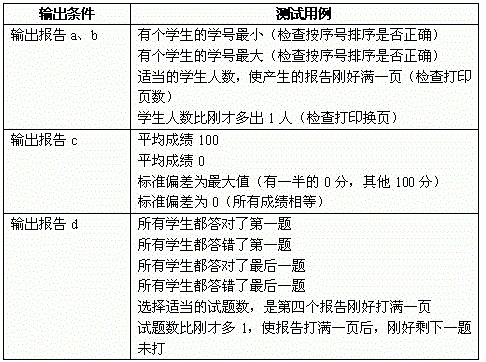 输出条件 测试用例
输出报告a、b 有个学生的学号最小（检查按序号排序是否正确）
有个学生的学号最大（检查按序号排序是否正确）
适当的学生人数，使产生的报告刚好满一页（检查打印
页数）
学生人数比刚才多出1人（检查打印换页）
输出报告c 平均成绩100
平均成绩0
标准偏差为最大值（有一半的0分，其他100分）
标准偏差为0（所有成绩相等）
输出报告d 所有学生都答对了第一题
所有学生都答错了第一题
所有学生都答对了最后一题
所有学生都答错了最后一题
选择适当的试题数，是第四个报告刚好打满一页
试题数比刚才多1，使报告打满一页后，刚好剩下一题
未打